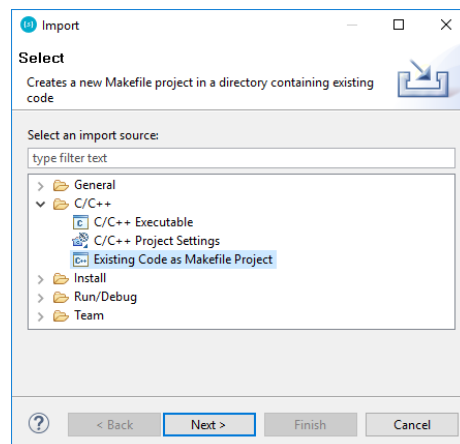 Import
Select
Creates a new Makefile project in a directory containing existing
code
Select an import source:
type filter text
General
C/C++
C/C++ Executable
C/C++ Project Settings
Existing Code as Makefile Project
Install
Run/Debug
Team
< Back Next > Finish Cancel